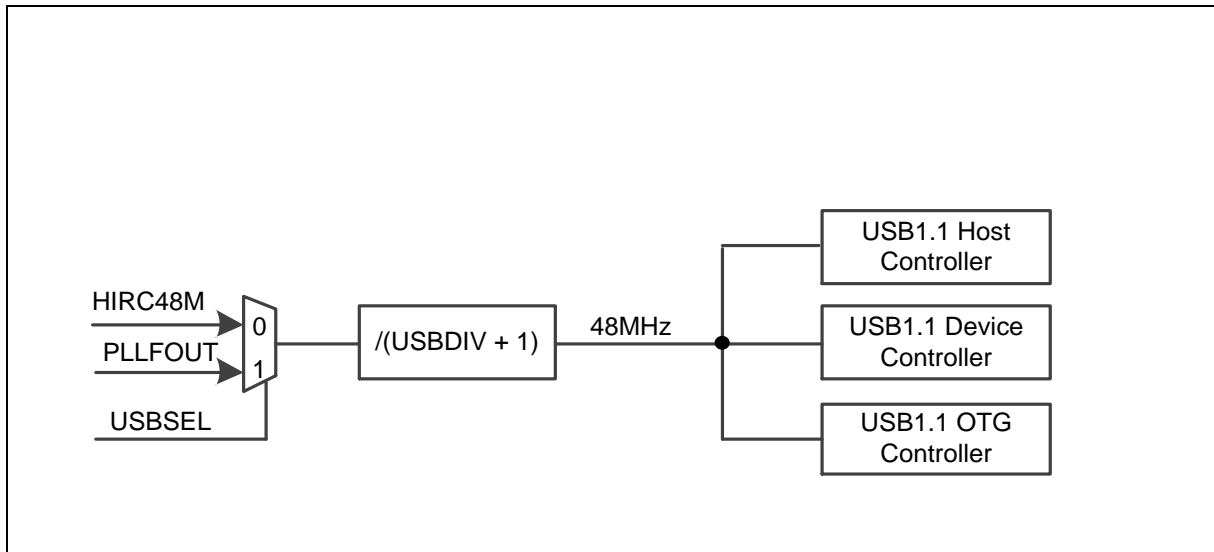 HIRC48M
PLLFOUT
USBSEL
0
1
/(USBDIV + 1)
48MHz
USB1.1 Host
Controller
USB1.1 Device
Controller
USB1.1 OTG
Controller